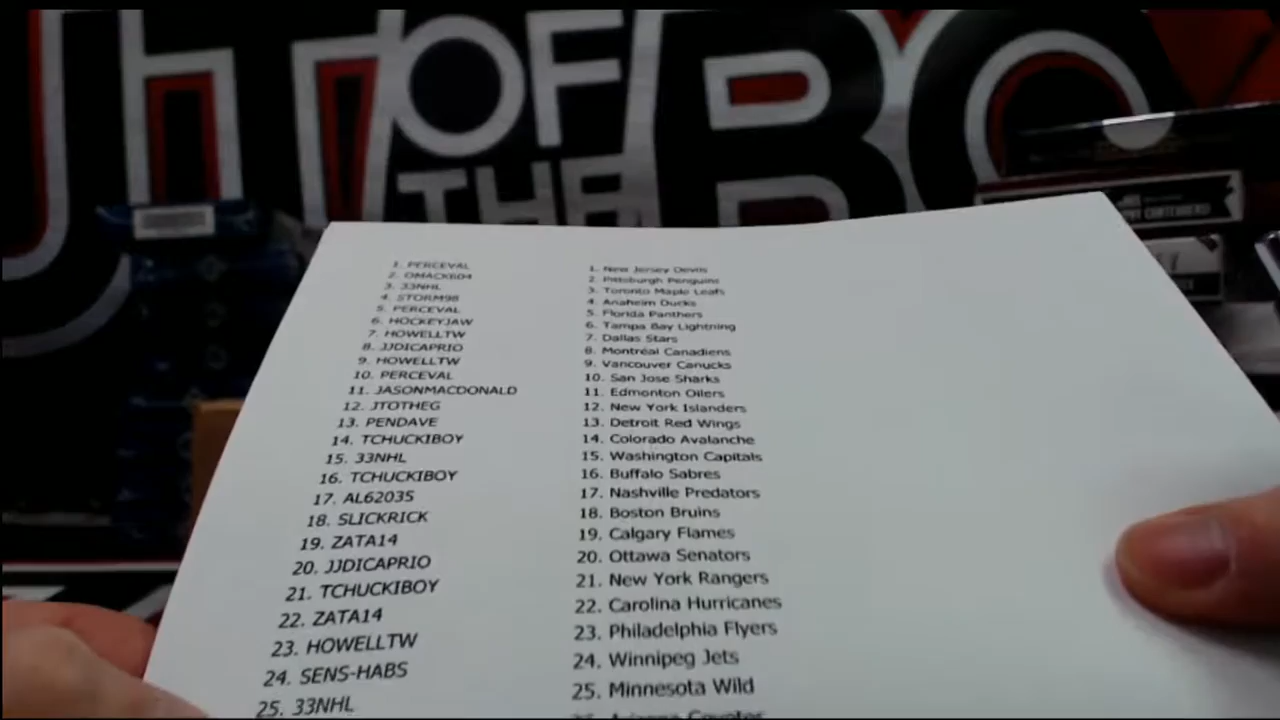 OF
THE
1. PERCEVAL
2. OMACK604
3. 33NHL
4. STORM98
5. PERCEVAL
6. HOCKEYJAW
7. HOWELLTW
8. JJDICAPRIO
9. HOWELLTW
10. PERCEVAL
11. JASONMACDONALD
12. JTOTHEG
13. PENDAVE
14. TCHUCKIBOY
15. 33NHL
16. TCHUCKIBOY
17. AL62035
18. SLICKRICK
19. ZATA14
20. JJDICAPRIO
21. TCHUCKIBOY
22. ZATA14
23. HOWELLTW
24. SENS-HABS
25. 33NHL
1. New Jersey Devils
2. Pittsburgh Penguins
3. Toronto Maple Leafs
4. Anaheim Ducks
5. Florida Panthers
6. Tampa Bay Lightning
7. Dallas Stars
8. Montréal Canadiens
9. Vancouver Canucks
10. San Jose Sharks
11. Edmonton Oilers
12. New York Islanders
13. Detroit Red Wings
14. Colorado Avalanche
15. Washington Capitals
16. Buffalo Sabres
17. Nashville Predators
18. Boston Bruins
19. Calgary Flames
20. Ottawa Senators
21. New York Rangers
22. Carolina Hurricanes
23. Philadelphia Flyers
24. Winnipeg Jets
25. Minnesota Wild